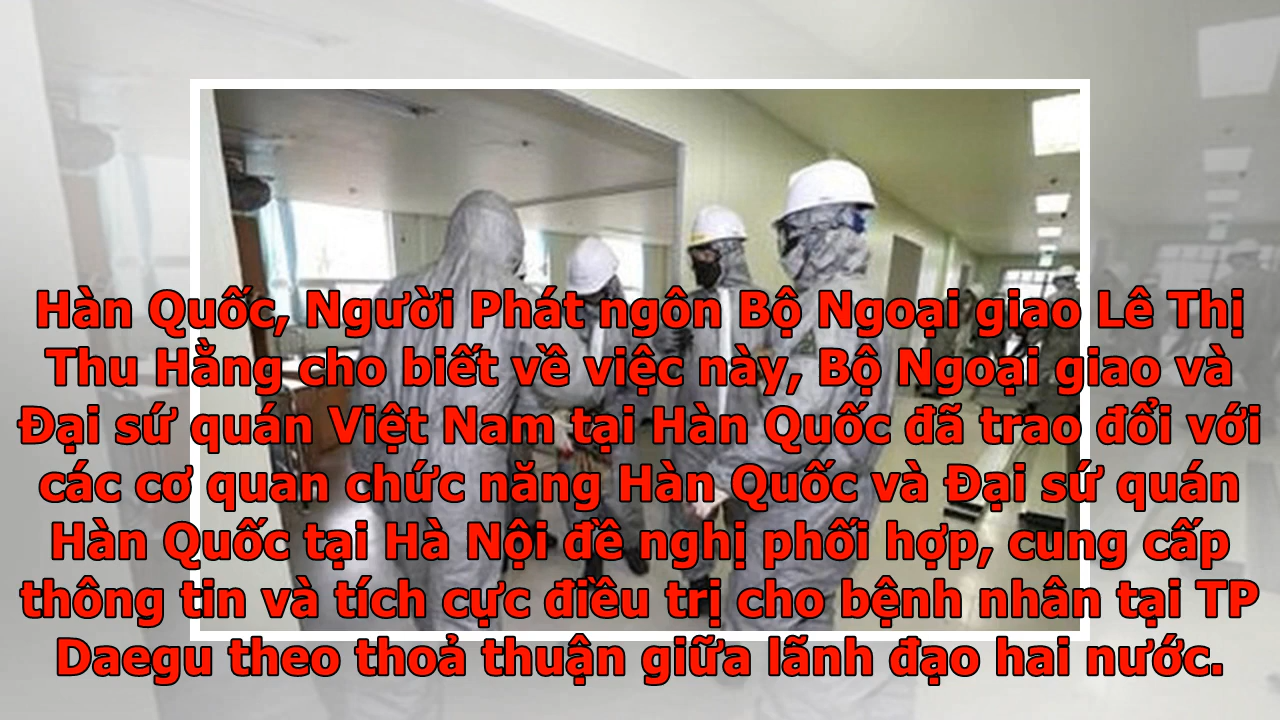 Hàn Quốc, Người Phát ngôn Bộ Ngoại giao Lê Thị
Thu Hằng cho biết về việc này, Bộ Ngoại giao và
Đại sứ quán Việt Nam tại Hàn Quốc đã trao đổi với
các cơ quan chức năng Hàn Quốc và Đại sứ quán
Hàn Quốc tại Hà Nội đề nghị phối hợp, cung cấp
thông tin và tích cực điều trị cho bệnh nhân tại TP
Daegu theo thoả thuận giữa lãnh đạo hai nước.